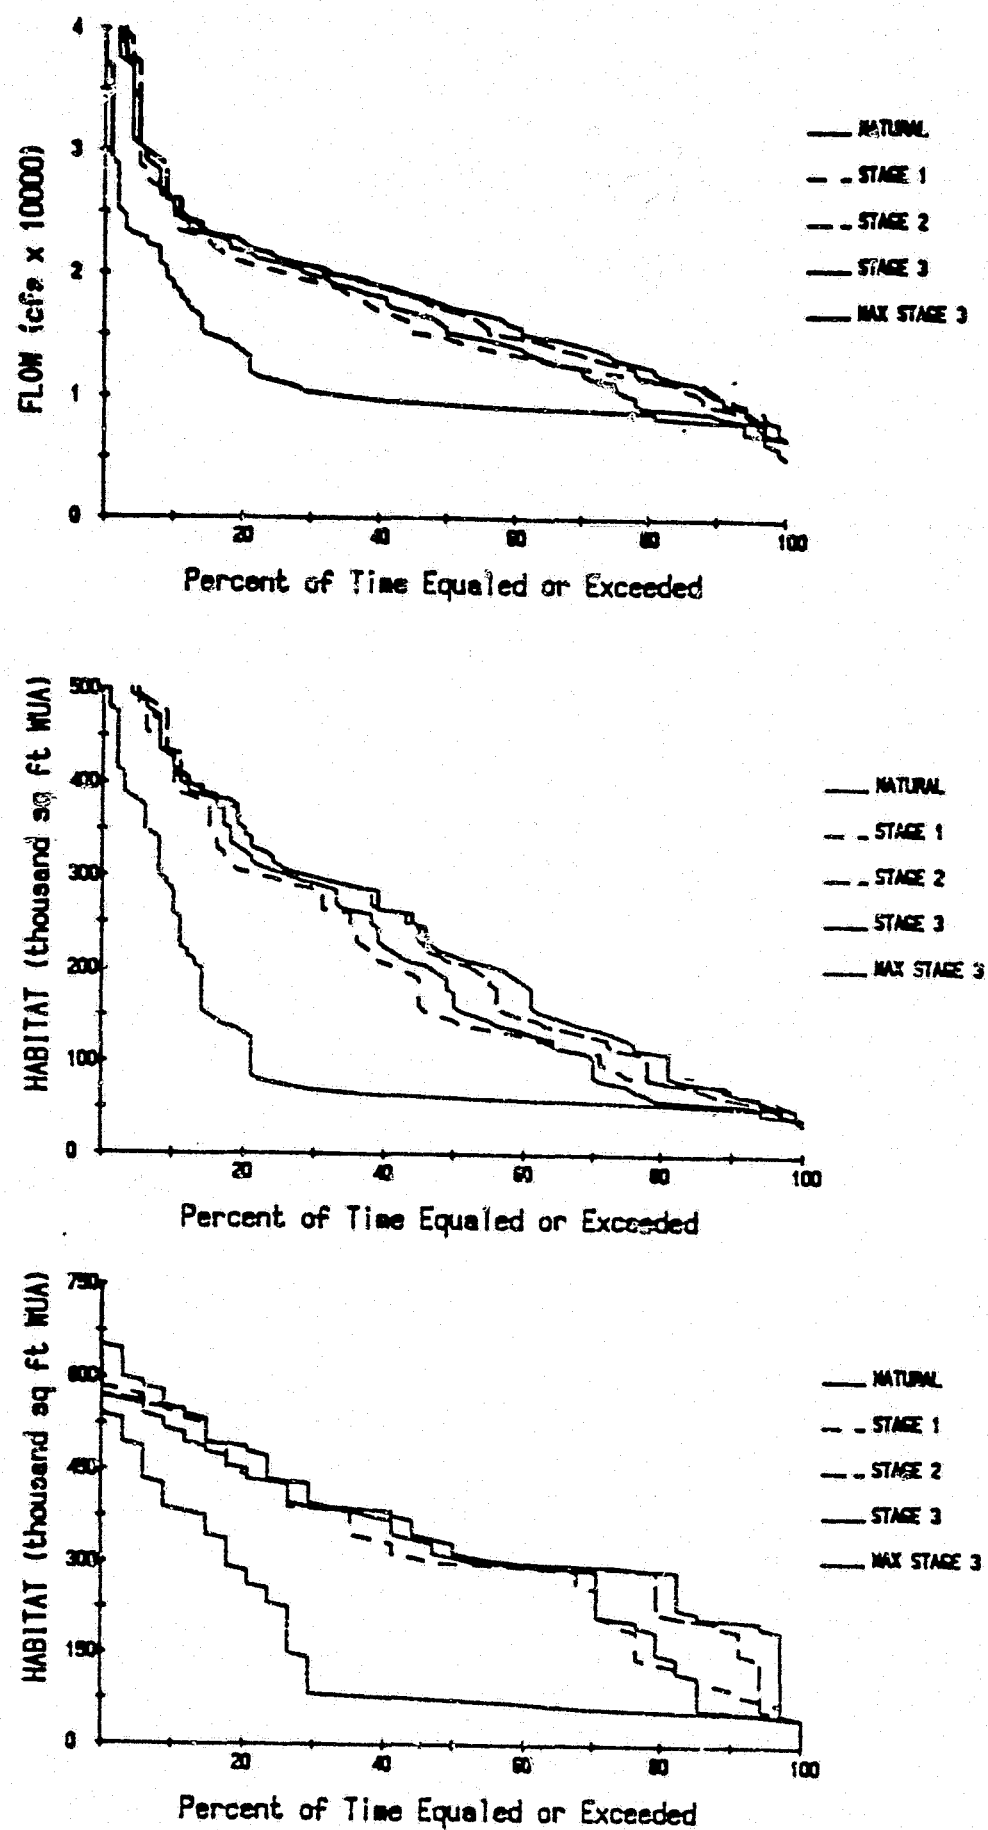 4
3
2
1
0
FLOW (cfs x 10000)
20 40 60 80 100
Percent of Time Equaled or Exceeded
NATURAL
STAGE 1
STAGE 2
STAGE 3
MAX STAGE 3
500
400
300
200
100
0
HABITAT (thousand sq ft WUA)
20 40 60 80 100
Percent of Time Equaled or Exceeded
NATURAL
STAGE 1
STAGE 2
STAGE 3
MAX STAGE 3
750
600
450
300
150
0
HABITAT (thousand sq ft WUA)
20 40 60 80 100
Percent of Time Equaled or Exceeded
NATURAL
STAGE 1
STAGE 2
STAGE 3
MAX STAGE 3